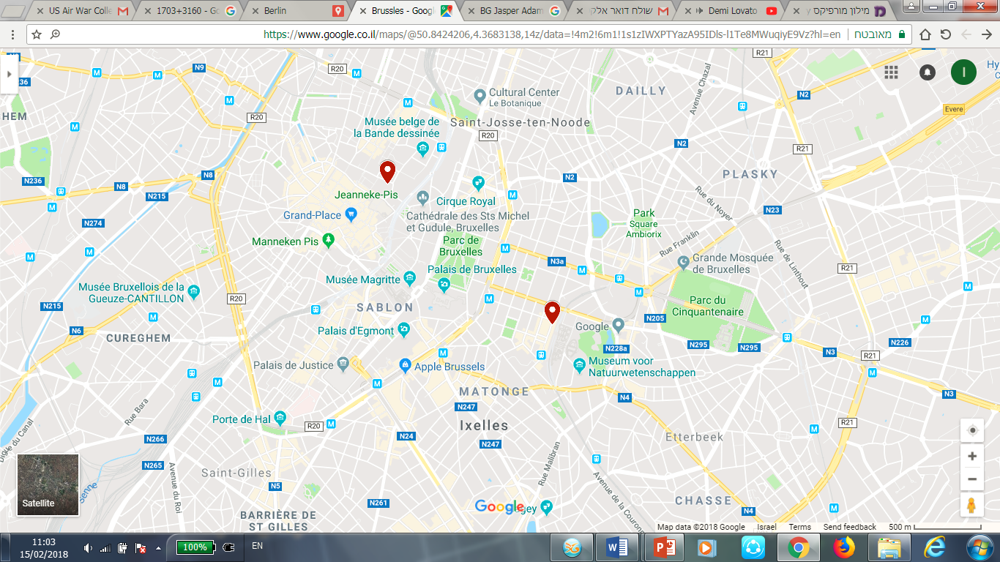 US Air War Colle
1703+3160 - Go
Berlin
Brussles - Google
BG Jasper Adam
שולח דואר אלק
Demi Lovato
מילון מורפיקס
https://www.google.co.il/maps/@50.8424206,4.3683138,14z/data=!4m2!6m1!1s1zIWXPTYazA95IDls-l1Te8MWuqiyE9Vz?hl=en
מאובטח
R20
N9
R20
R21
I
Hy
Cultural Center
Le Botanique
DAILLY
Avenue Chazal
N2
Evere
36
HEM
R20
Musée belge de
la Bande dessinée
Saint-Josse-ten-Noode
R20
N2
R21
N236
N8
N8
N215
N2
PLASKY
Jeanneke-Pis
Cirque Royal
Rue du Noyer
N23
Grand-Place
Cathédrale des Sts Michel
et Gudule, Bruxelles
Park
Square
Ambiorix
N274
Manneken Pis
Parc de
Bruxelles
Rue Franklin
Rue de Linthout
N3a
Grande Mosquée
de Bruxelles
R21
Musée Magritte
Palais de Bruxelles
Musée Bruxellois de la
Gueuze-CANTILLON
R20
N215
SABLON
Parc du
Cinquantenaire
N205
N6
CUREGHEM
Palais d'Egmont
Google
N228a
N295
N295
N226
N3
R21
Palais de Justice
Apple Brussels
Museum voor
Natuurwetenschappen
MATONGE
N4
N3
N247
Rue Bara
Porte de Hal
R20
Ixelles
R21
Digue du Canal
N266
N24
N247
Etterbeek
N265
Saint-Gilles
Avenue du Roi
Rue Malibran
Avenue de la Couronn
N5
Senne
N261
CHASSE
Satellite
Google
gey
N4
BARRIÈRE DE
ST GILLES
Map data ©2018 Google
Israel
Terms
Send feedback
500 m
11:03
15/02/2018
100%
EN